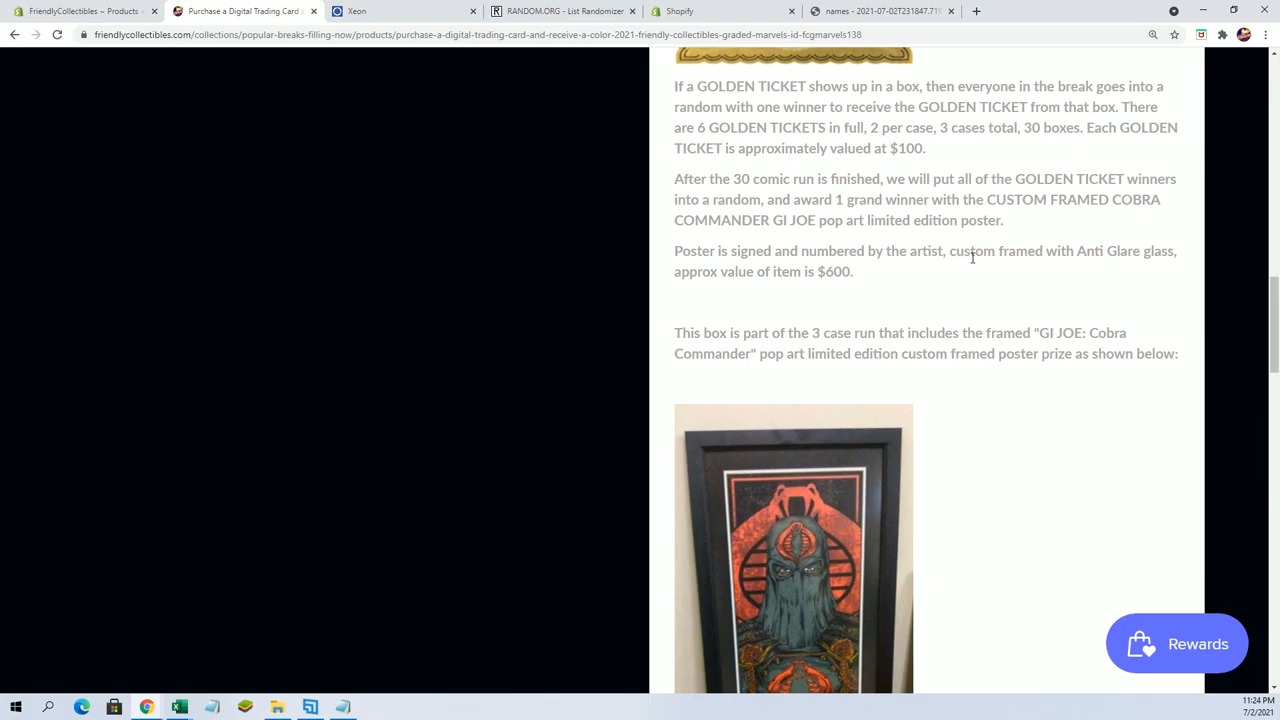 FriendlyCollectibles ~ Products ~
Purchase a Digital Trading Card a
Xeon
RANDOM.ORG - List Randomizer
Shopify
names - 2021-07-02T231847.719
friendlycollectibles.com/collections/popular-breaks-filling-now/products/purchase-a-digital-trading-card-and-receive-a-color-2021-friendly-collectibles-graded-marvels-id-fcgmarvels138
If a GOLDEN TICKET shows up in a box, then everyone in the break goes into a
random with one winner to receive the GOLDEN TICKET from that box. There
are 6 GOLDEN TICKETS in full, 2 per case, 3 cases total, 30 boxes. Each GOLDEN
TICKET is approximately valued at $100.
After the 30 comic run is finished, we will put all of the GOLDEN TICKET winners
into a random, and award 1 grand winner with the CUSTOM FRAMED COBRA
COMMANDER GI JOE pop art limited edition poster.
Poster is signed and numbered by the artist, custom framed with Anti Glare glass,
approx value of item is $600.
This box is part of the 3 case run that includes the framed "GI JOE: Cobra
Commander" pop art limited edition custom framed poster prize as shown below:
Rewards
11:24 PM
7/2/2021